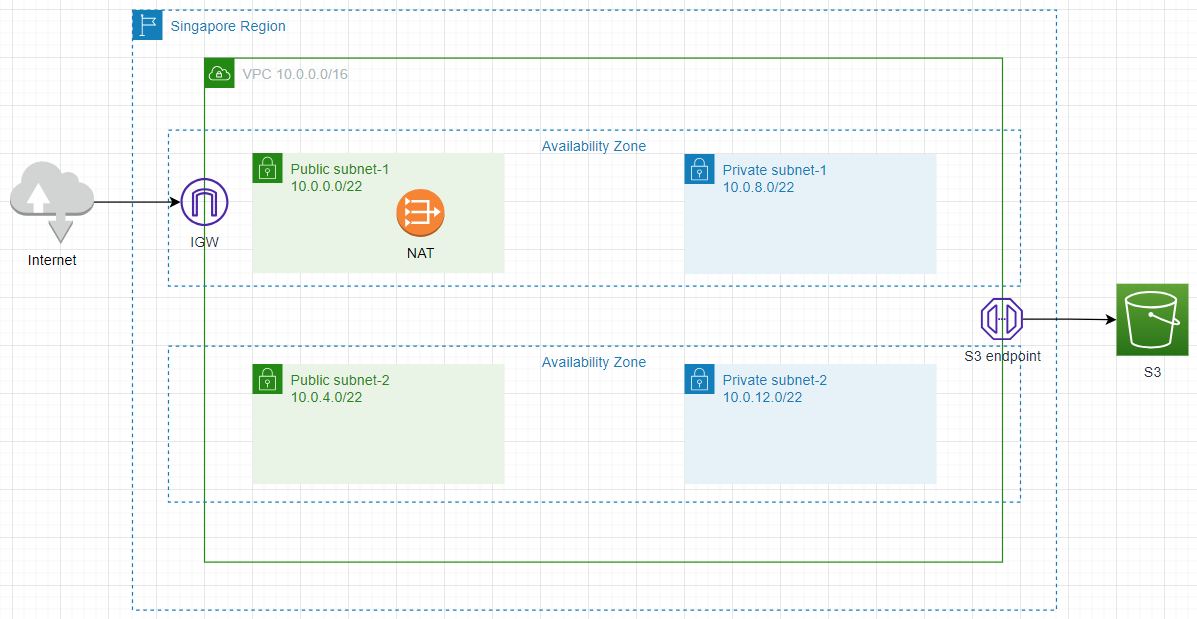 Singapore Region
VPC 10.0.0.0/16
Availability Zone
Public subnet-1
10.0.0.0/22
Private subnet-1
10.0.8.0/22
IGW
NAT
Internet
S3 endpoint
S3
Availability Zone
Public subnet-2
10.0.4.0/22
Private subnet-2
10.0.12.0/22